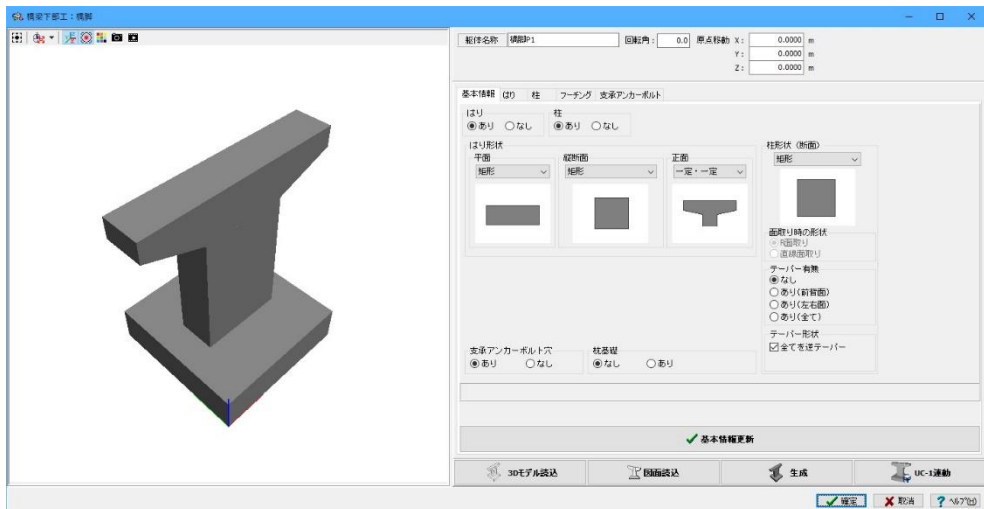 橋梁下部工：橋脚
躯体名称 橋脚P1 回転角： 0.0 原点移動 X： 0.0000 m
Y： 0.0000 m
Z： 0.0000 m
基本情報 はり 柱 フーチング 支承アンカーボルト
はり 柱
あり なし あり なし
はり形状 柱形状（断面）
平面 縦断面 正面
矩形 矩形 一定・一定 矩形
面取り時の形状
R面取り
直線面取り
テーパー有無
なし
あり(前背面)
あり(左右面)
あり(全て)
テーパー形状
全てを逆テーパー
支承アンカーボルト穴 杭基礎
あり なし なし あり
基本情報更新
3Dモデル読込 図面読込 生成 UC-1連動
確定 取消 ヘルプ(H)